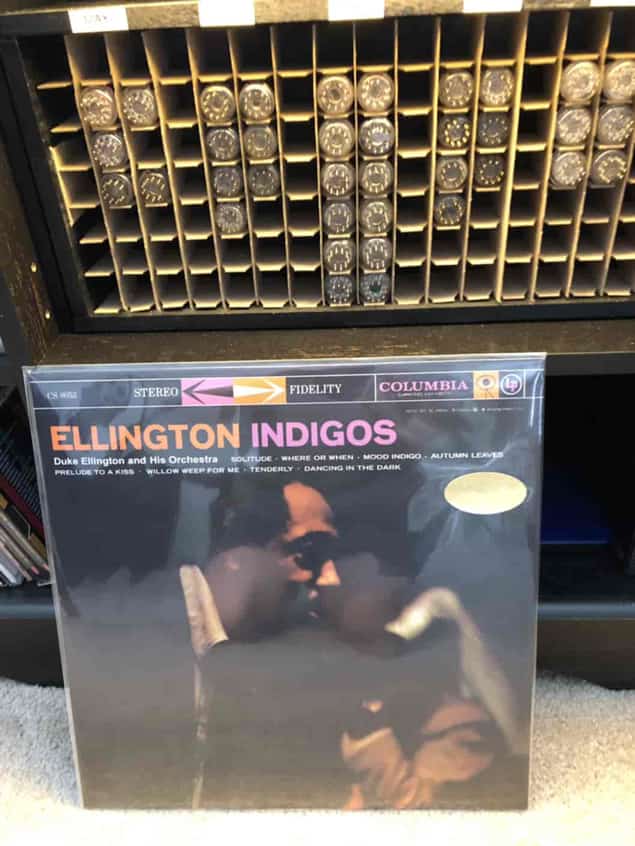 CS 8053
STEREO FIDELITY COLUMBIA
ELLINGTON INDIGOS
Duke Ellington and His Orchestra SOLITUDE · WHERE OR WHEN · MOOD INDIGO · AUTUMN LEAVES
PRELUDE TO A KISS · WILLOW WEEP FOR ME · TENDERLY · DANCING IN THE DARK